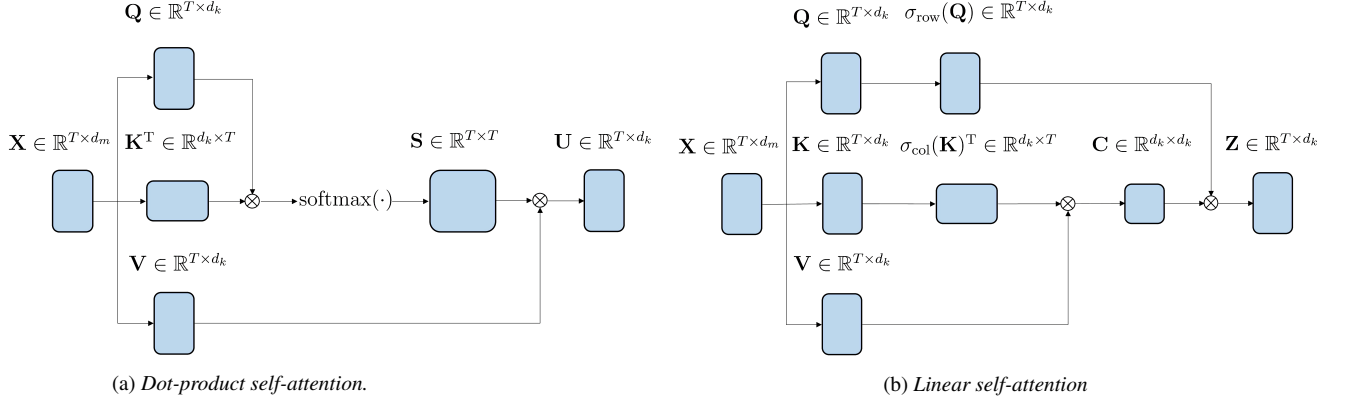 Q ∈ ℝ^{T×d_k}
X ∈ ℝ^{T×d_m}
K^T ∈ ℝ^{d_k×T}
softmax(·)
S ∈ ℝ^{T×T}
U ∈ ℝ^{T×d_k}
V ∈ ℝ^{T×d_k}
(a) Dot-product self-attention.
Q ∈ ℝ^{T×d_k}
σ_row(Q) ∈ ℝ^{T×d_k}
X ∈ ℝ^{T×d_m}
K ∈ ℝ^{T×d_k}
σ_col(K)^T ∈ ℝ^{d_k×T}
C ∈ ℝ^{d_k×d_k}
Z ∈ ℝ^{T×d_k}
V ∈ ℝ^{T×d_k}
(b) Linear self-attention